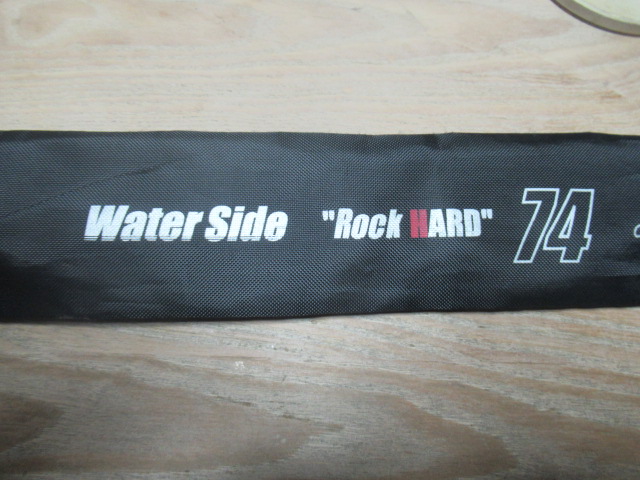 Water Side "Rock HARD" 74